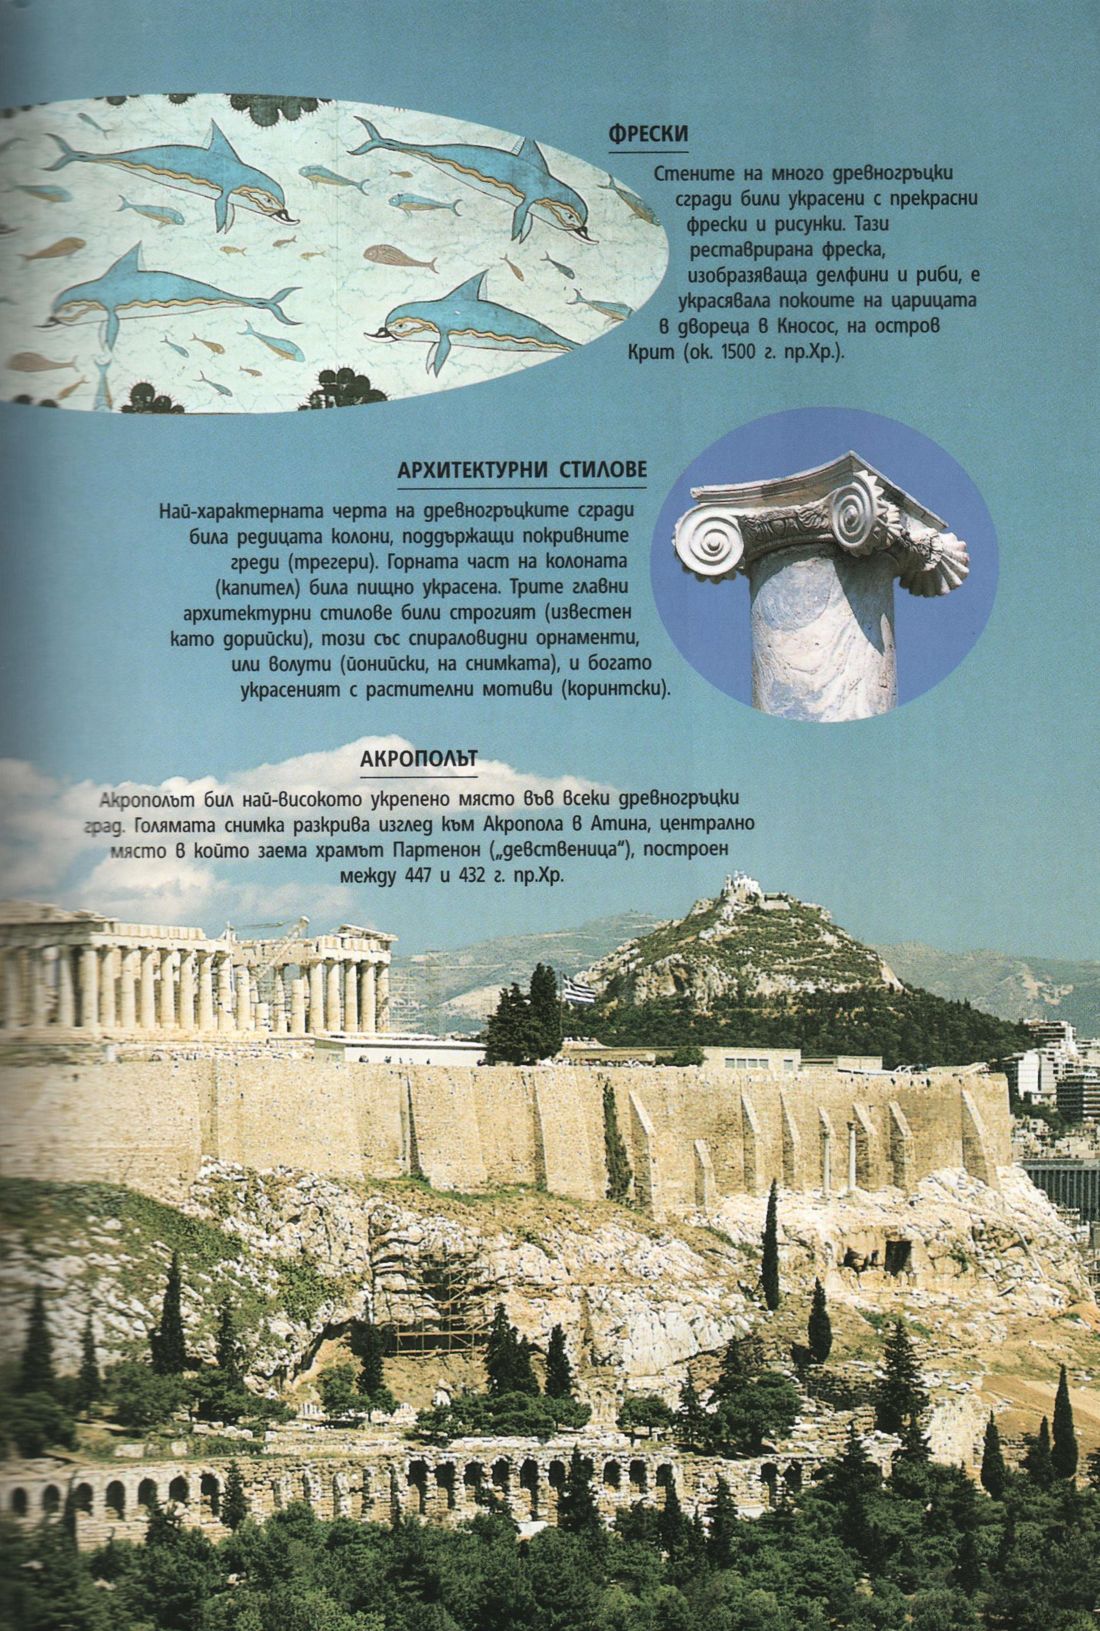 ФРЕСКИ
Стените на много древногръцки
сгради били украсени с прекрасни
фрески и рисунки. Тази
реставрирана фреска,
изобразяваща делфини и риби, е
украсявала покоите на царицата
в двореца в Кносос, на остров
Крит (ок. 1500 г. пр.Хр.).
АРХИТЕКТУРНИ СТИЛОВЕ
Най-характерната черта на древногръцките сгради
била редицата колони, поддържащи покривните
греди (трегери). Горната част на колоната
(капител) била пищно украсена. Трите главни
архитектурни стилове били строгият (известен
като дорийски), този със спираловидни орнаменти,
или волути (йонийски, на снимката), и богато
украсеният с растителни мотиви (коринтски).
АКРОПОЛЪТ
Акрополът бил най-високото укрепено място във всеки древногръцки
град. Голямата снимка разкрива изглед към Акропола в Атина, централно
място в който заема храмът Партенон („девственица“), построен
между 447 и 432 г. пр.Хр.